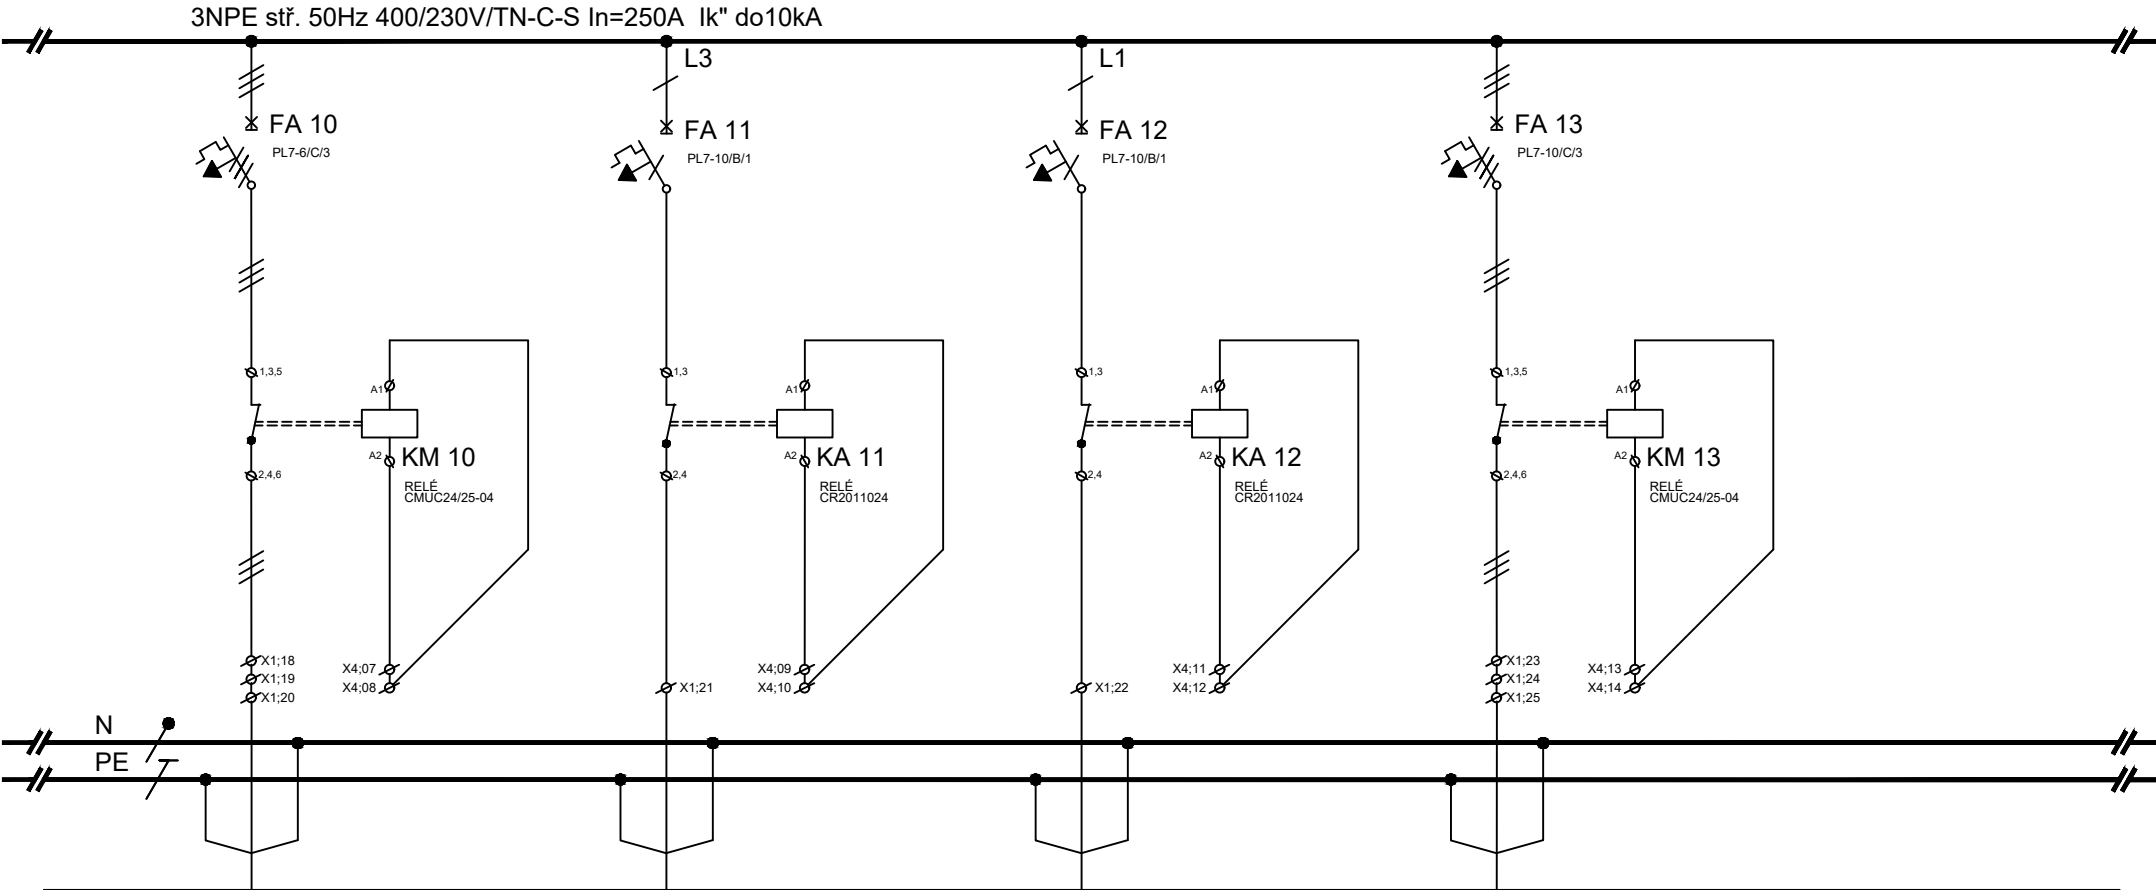 3NPE stř. 50Hz 400/230V/TN-C-S In=250A Ik" do10kA
L3
L1
FA 10
PL7-6/C/3
FA 11
PL7-10/B/1
FA 12
PL7-10/B/1
FA 13
PL7-10/C/3
1,3,5
A1
1,3
A1
1,3
A1
1,3,5
A1
2,4,6
A2
KM 10
RELÉ
CMUC24/25-04
2,4
A2
KA 11
RELÉ
CR2011024
2,4
A2
KA 12
RELÉ
CR2011024
2,4,6
A2
KM 13
RELÉ
CMUC24/25-04
X1;18
X1;19
X1;20
X4;07
X4;08
X1;21
X4;09
X4;10
X1;22
X4;11
X4;12
X1;23
X1;24
X1;25
X4;13
X4;14
N
PE